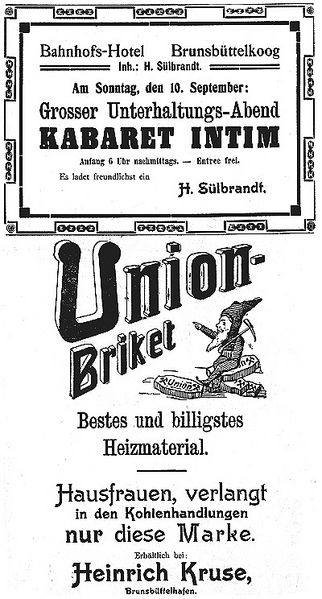 Bahnhofs-Hotel Brunsbüttelkoog
Inh.: H. Sülbrandt.
Am Sonntag, den 10. September:
Grosser Unterhaltungs-Abend
KABARET INTIM
Anfang 6 Uhr nachmittags. — Entree frei.
Es ladet freundlichst ein
H. Sülbrandt.
Union-
Briket
Union
Bestes und billigstes
Heizmaterial.
Hausfrauen, verlangt
in den Kohlenhandlungen
nur diese Marke.
Erhältlich bei:
Heinrich Kruse,
Brunsbüttelhafen.